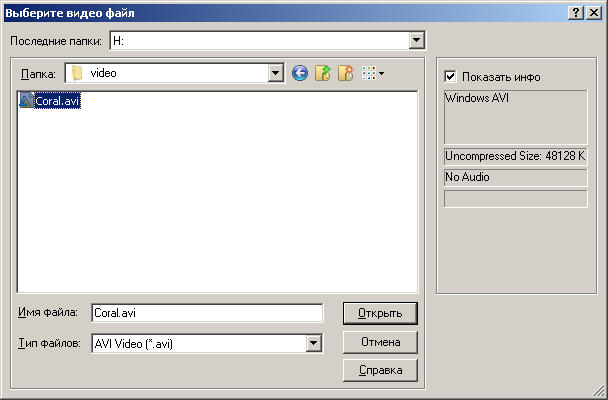 Выберите видео файл
Последние папки: H:
Папка: video
Coral.avi
Показать инфо
Windows AVI
Uncompressed Size: 48128 K
No Audio
Имя файла: Coral.avi
Открыть
Тип файлов: AVI Video (*.avi)
Отмена
Справка